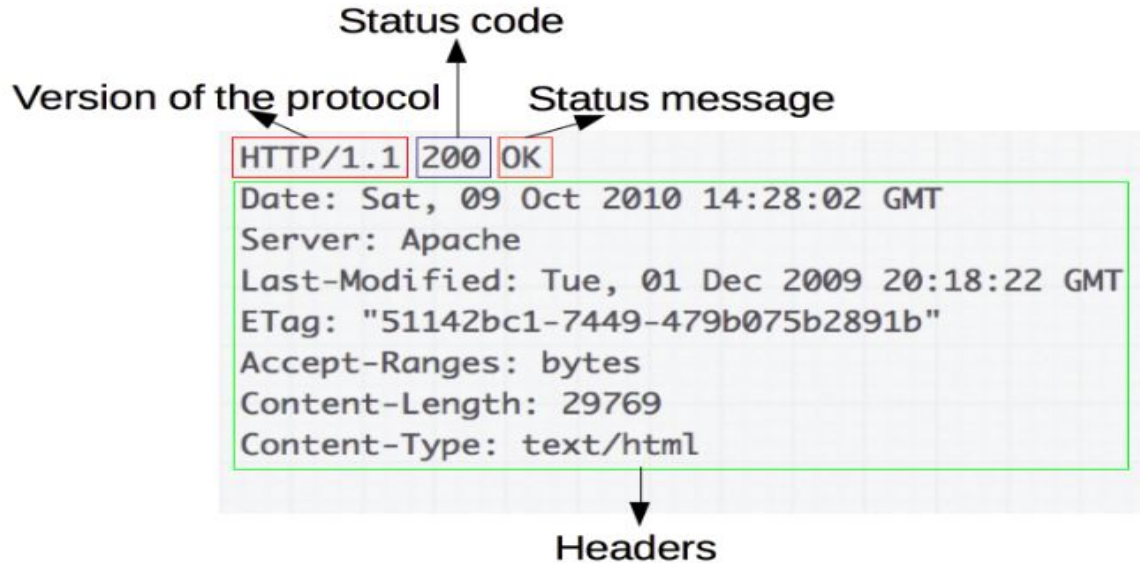 Status code
Version of the protocol
Status message
HTTP/1.1 200 OK
Date: Sat, 09 Oct 2010 14:28:02 GMT
Server: Apache
Last-Modified: Tue, 01 Dec 2009 20:18:22 GMT
ETag: "51142bc1-7449-479b075b2891b"
Accept-Ranges: bytes
Content-Length: 29769
Content-Type: text/html
Headers